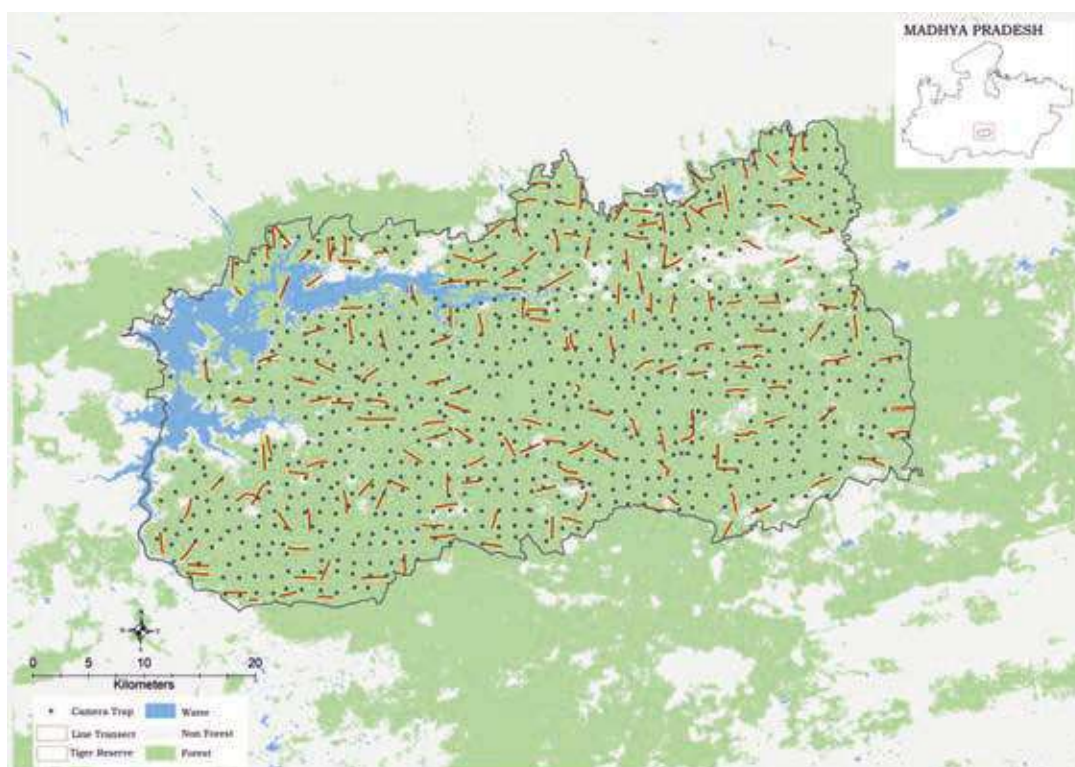 MADHYA PRADESH
0 5 10 20
Kilometers
Camera Trap
Water
Line Transect
Non Forest
Tiger Reserve
Forest